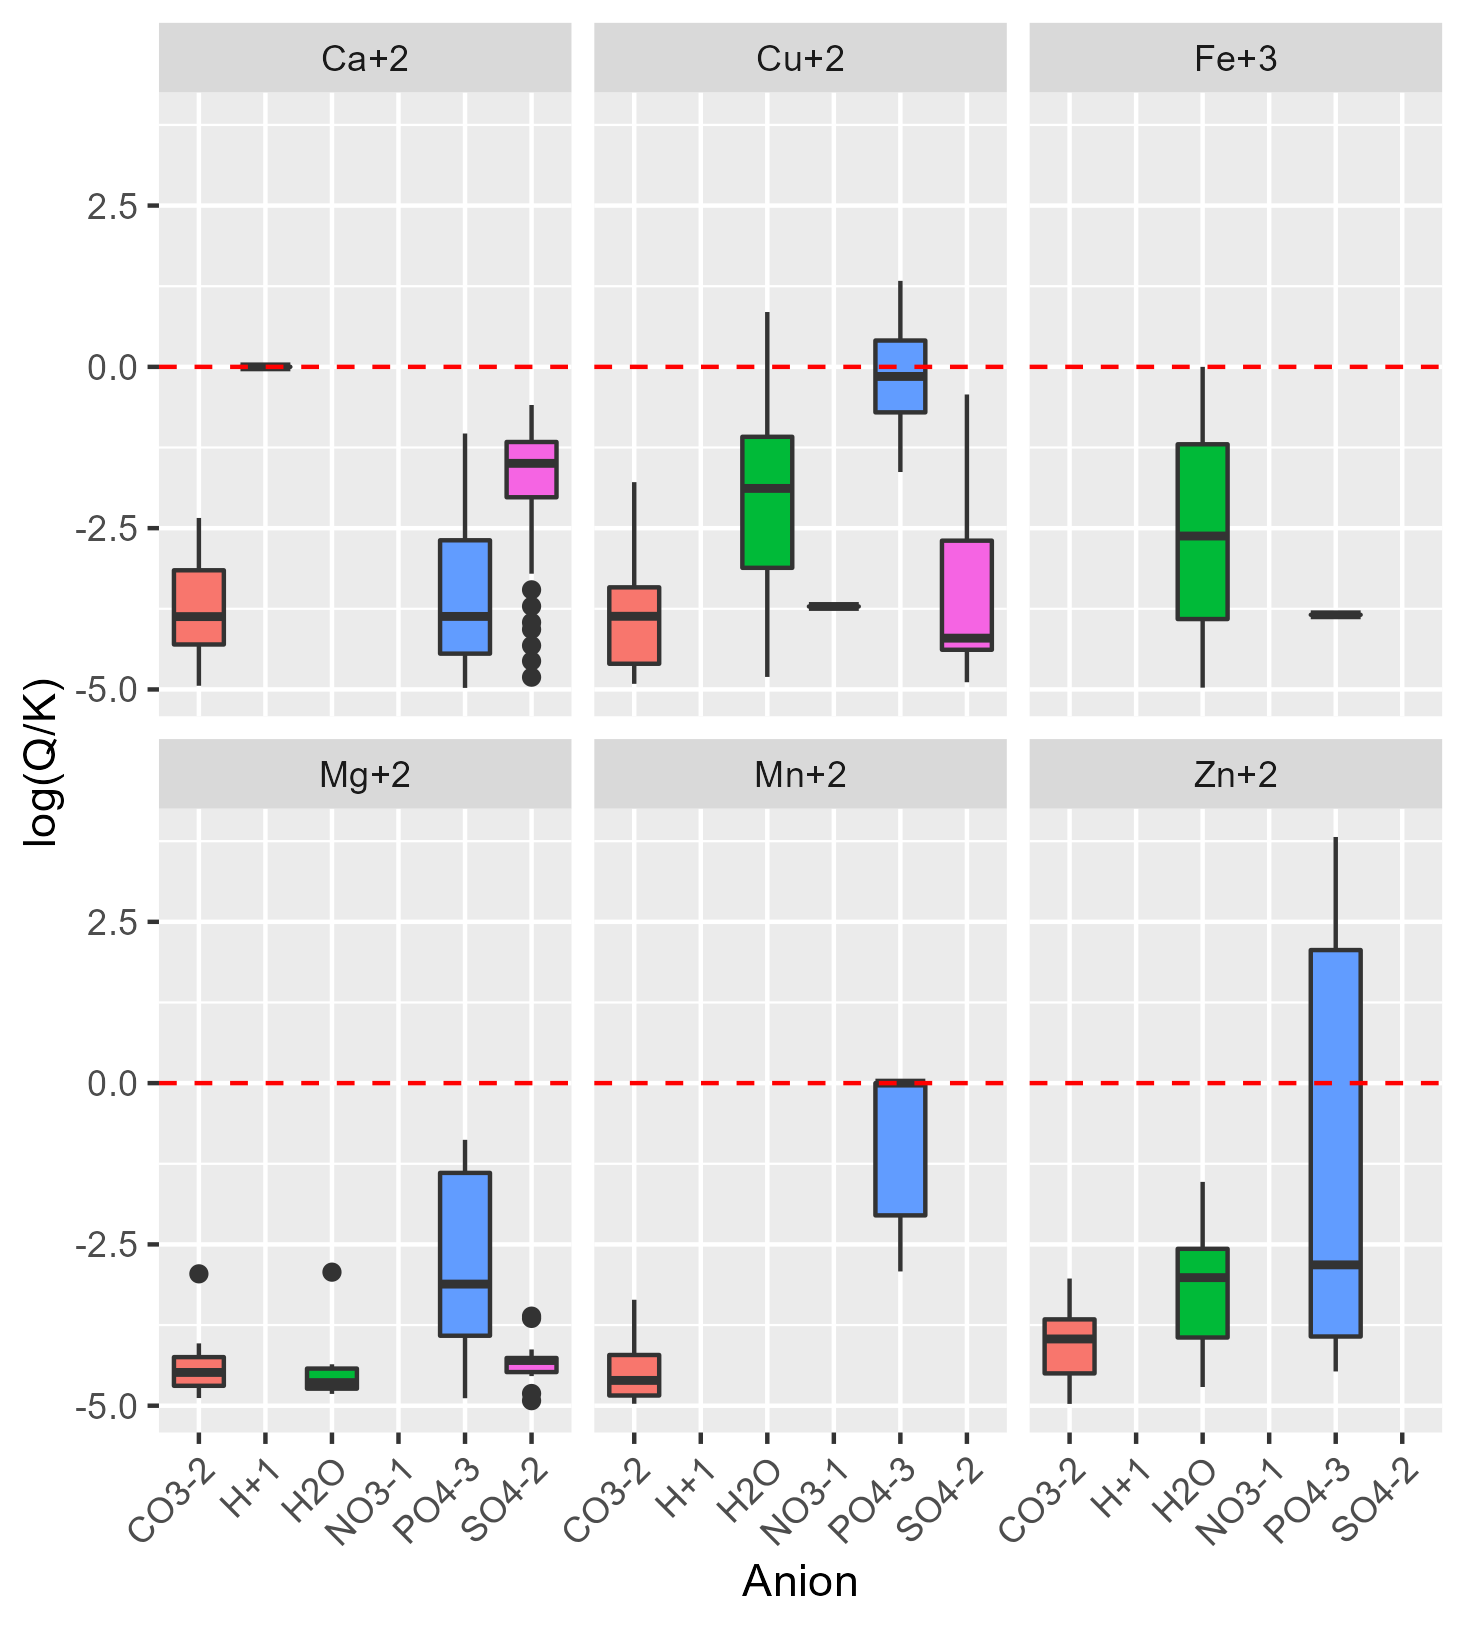 Ca+2
Cu+2
Fe+3
2.5
0.0
-2.5
-5.0
log(Q/K)
Mg+2
Mn+2
Zn+2
2.5
0.0
-2.5
-5.0
CO3-2 H+1 H2O NO3-1 PO4-3 SO4-2
CO3-2 H+1 H2O NO3-1 PO4-3 SO4-2
CO3-2 H+1 H2O NO3-1 PO4-3 SO4-2
Anion